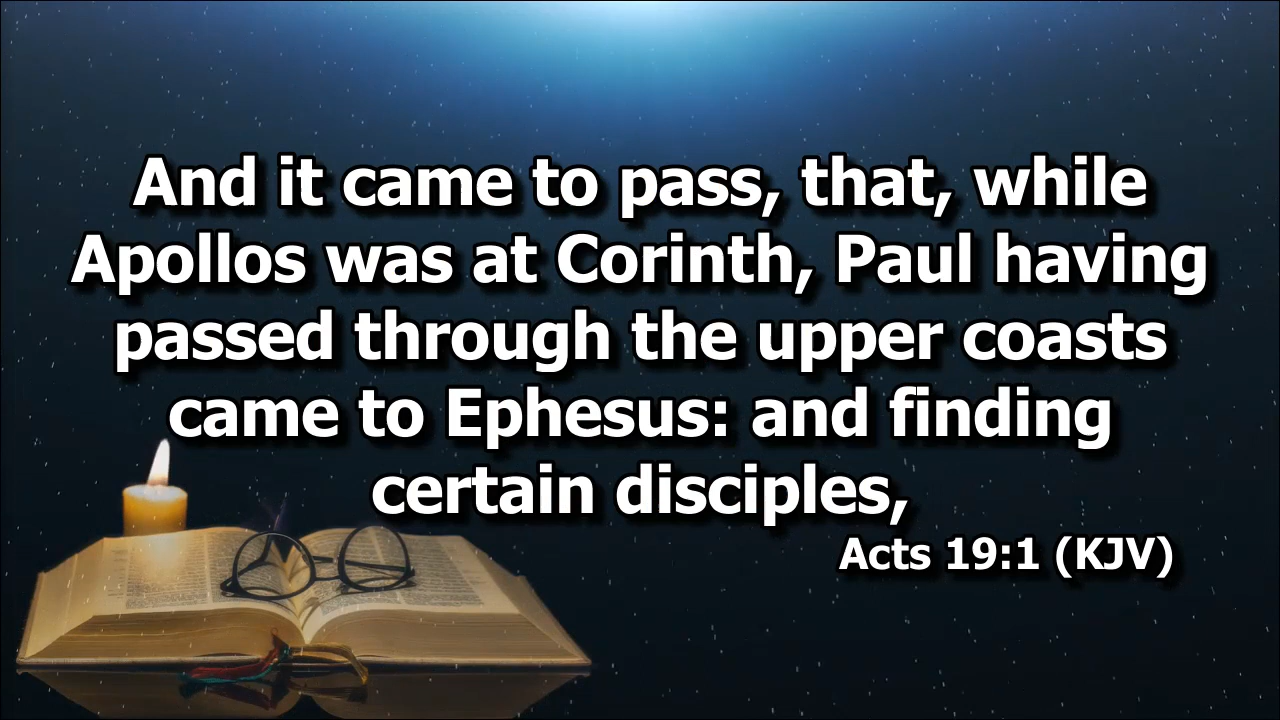 And it came to pass, that, while
Apollos was at Corinth, Paul having
passed through the upper coasts
came to Ephesus: and finding
certain disciples,
Acts 19:1 (KJV)